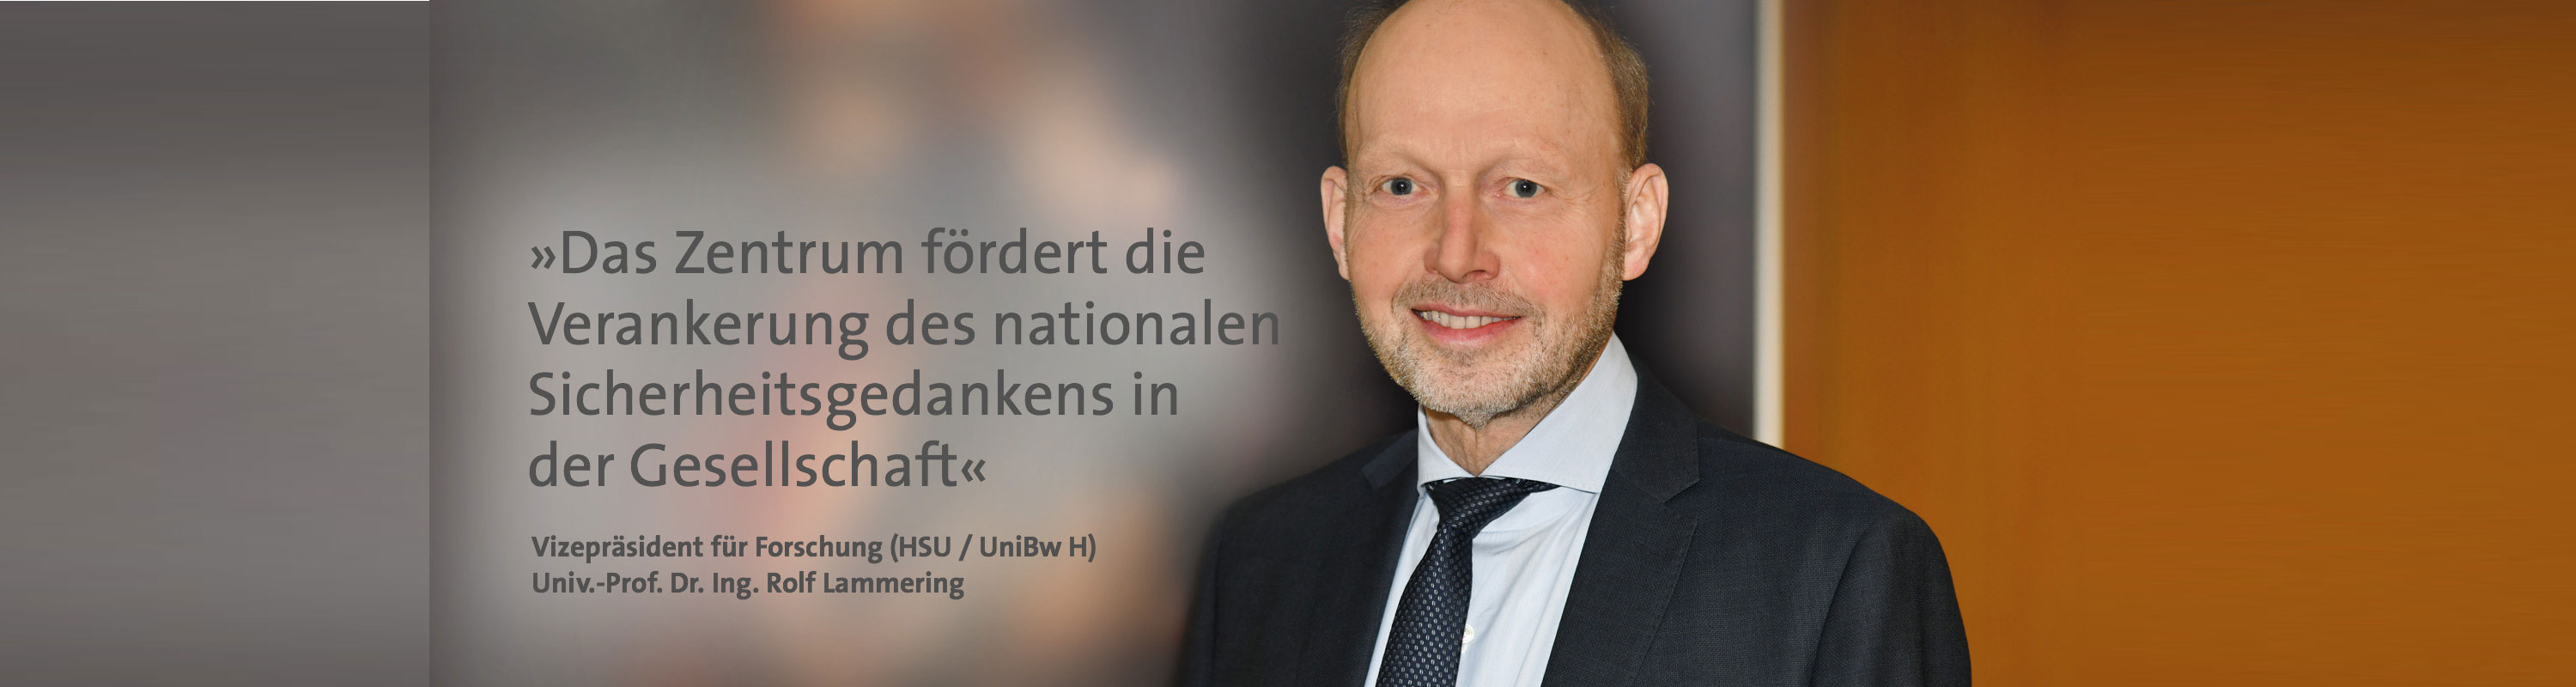 »Das Zentrum fördert die
Verankerung des nationalen
Sicherheitsgedankens in
der Gesellschaft«
Vizepräsident für Forschung (HSU / UniBw H)
Univ.-Prof. Dr. Ing. Rolf Lammering